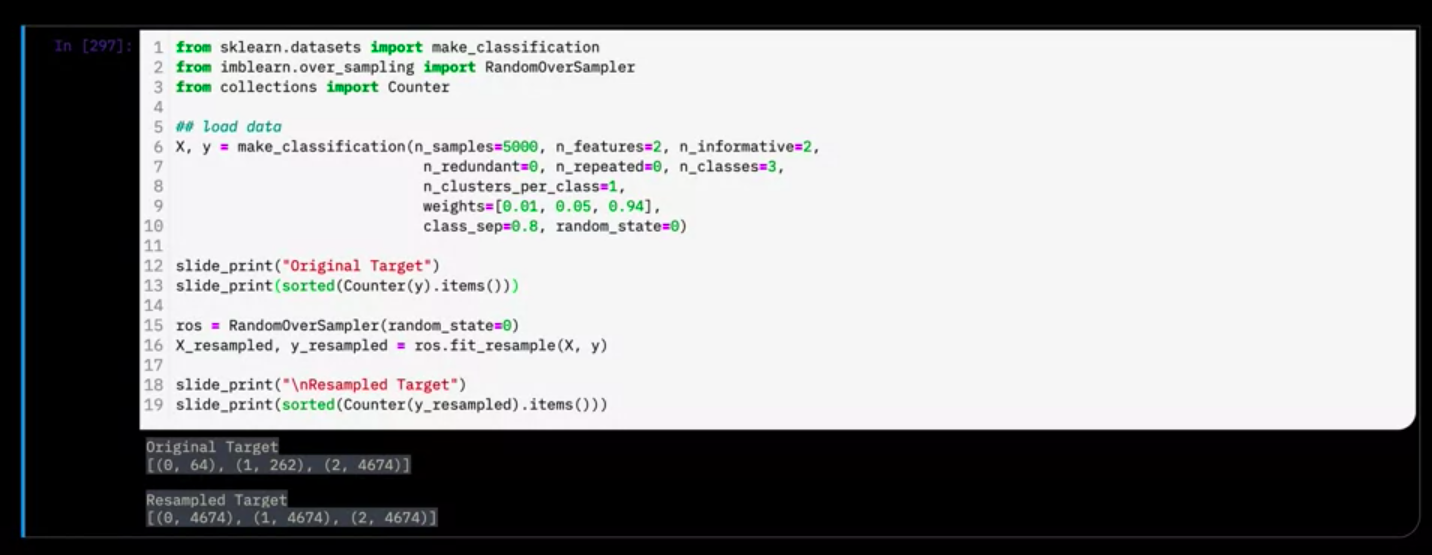 In [297]:
1 from sklearn.datasets import make_classification
2 from imblearn.over_sampling import RandomOverSampler
3 from collections import Counter
4
5 ## load data
6 X, y = make_classification(n_samples=5000, n_features=2, n_informative=2,
7                            n_redundant=0, n_repeated=0, n_classes=3,
8                            n_clusters_per_class=1,
9                            weights=[0.01, 0.05, 0.94],
10                            class_sep=0.8, random_state=0)
11
12 slide_print("Original Target")
13 slide_print(sorted(Counter(y).items()))
14
15 ros = RandomOverSampler(random_state=0)
16 X_resampled, y_resampled = ros.fit_resample(X, y)
17
18 slide_print("\nResampled Target")
19 slide_print(sorted(Counter(y_resampled).items()))
Original Target
[(0, 64), (1, 262), (2, 4674)]
Resampled Target
[(0, 4674), (1, 4674), (2, 4674)]